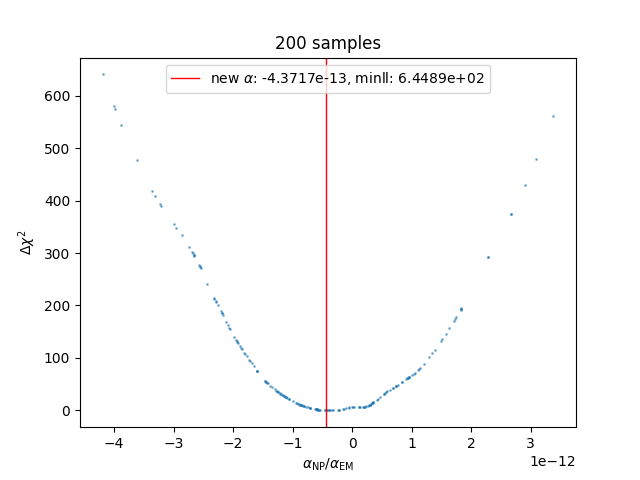 200 samples
new α: -4.3717e-13, minll: 6.4489e+02
Δχ²
600
500
400
300
200
100
0
−4 −3 −2 −1 0 1 2 3
1e−12
α_NP/α_EM